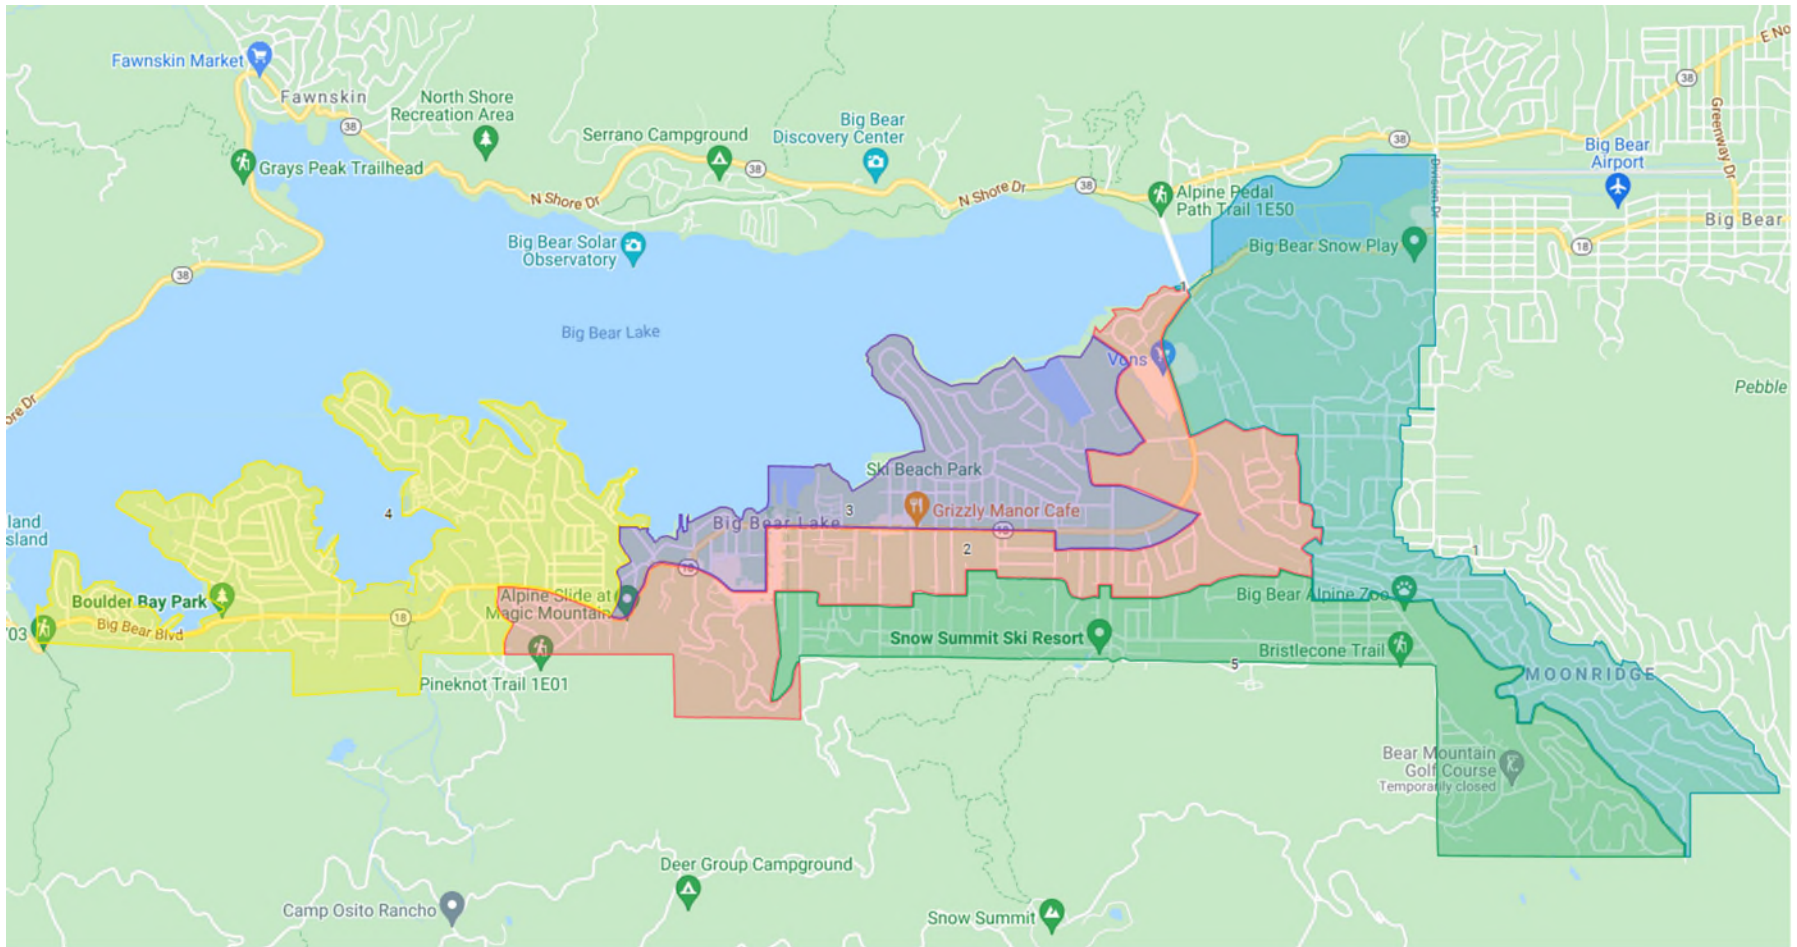 E No
38
Fawnskin Market
Fawnskin
North Shore
Recreation Area
38
Greenway Dr
Big Bear
Discovery Center
Serrano Campground
38
38
Big Bear
Airport
Grays Peak Trailhead
N Shore Dr
N Shore Dr
38
Alpine Pedal
Path Trail 1E50
Division Dr
Big Bear
18
Big Bear Snow Play
Big Bear Solar
Observatory
38
1
Big Bear Lake
Vons
Pebble
ore Dr
Ski Beach Park
4
3
Grizzly Manor Cafe
Big Bear Lake
land
sland
18
2
1
18
Alpine Slide at
Magic Mountain
Big Bear Alpine Zoo
Boulder Bay Park
18
'03
Big Bear Blvd
Snow Summit Ski Resort
Bristlecone Trail
5
MOONRIDGE
Pineknot Trail 1E01
Bear Mountain
Golf Course
Temporarily closed
Deer Group Campground
Camp Osito Rancho
Snow Summit